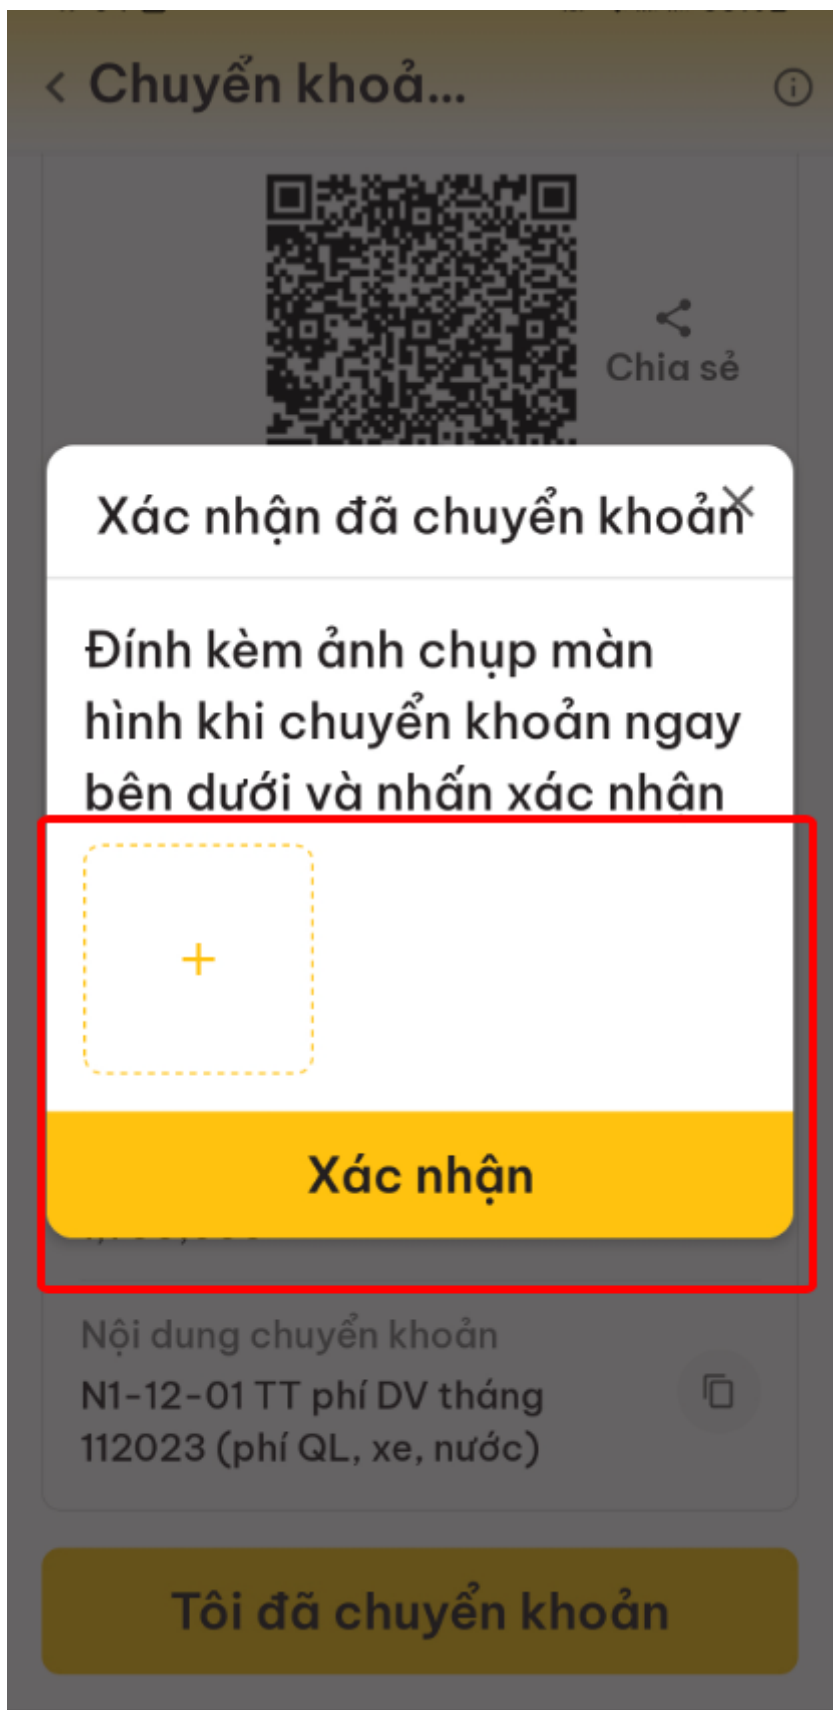 Chuyển khoả...
Chia sẻ
Xác nhận đã chuyển khoản
Đính kèm ảnh chụp màn
hình khi chuyển khoản ngay
bên dưới và nhấn xác nhận
+
Xác nhận
Nội dung chuyển khoản
N1-12-01 TT phí DV tháng
112023 (phí QL, xe, nước)
Tôi đã chuyển khoản